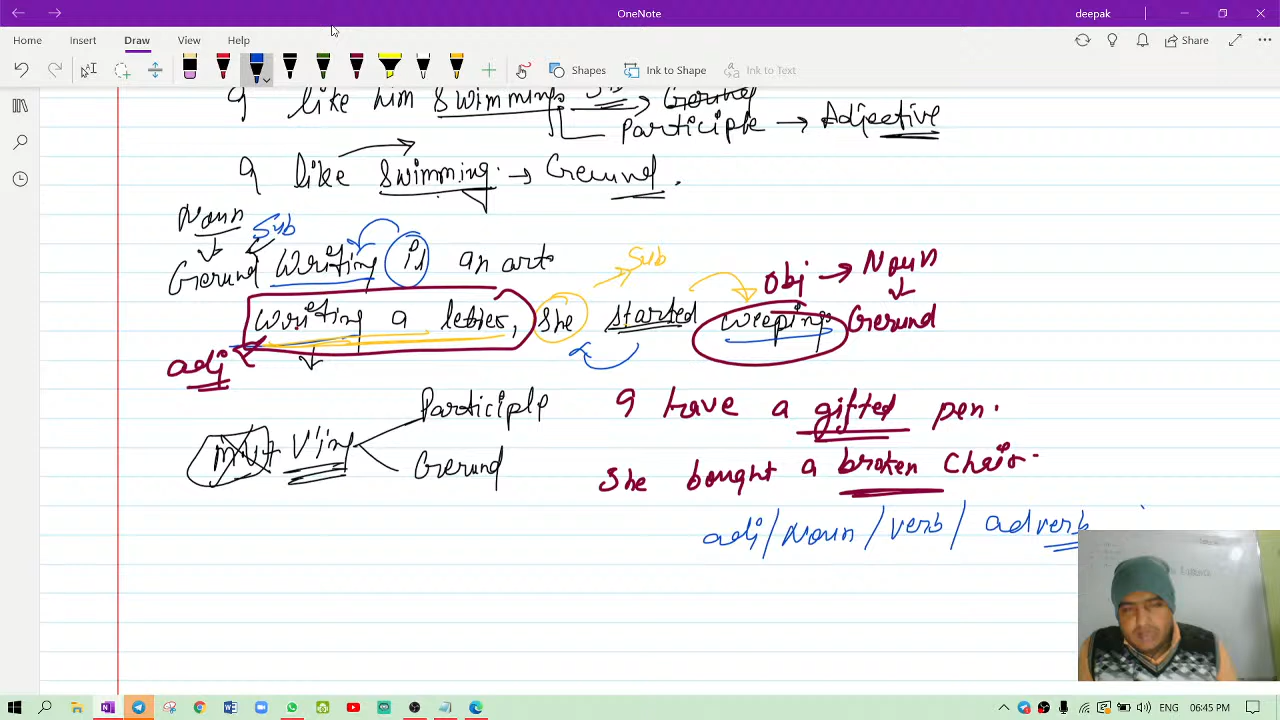 OneNote
deepak
Home Insert Draw View Help
Share
Shapes Ink to Shape Ink to Text
I like him swimming Gerund
Participle → Adjective
I like swimming → Gerund.
Noun
Sub
Gerund Writing is an art
Sub
Obj → Noun
Writing a letter, she started weeping Gerund
adj
Participle
mv+ V'ing
Gerund
I have a gifted pen.
She bought a broken chair.
adj/Noun/verb/adverb
ENG 06:45 PM